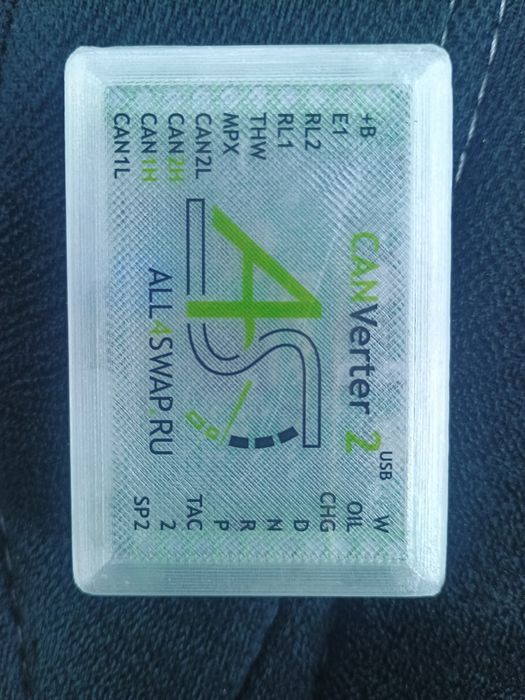 CANVerter 2 USB
+B
E1
RL2
RL1
THW
MPX
CAN2L
CAN 2H
CAN 1H
CAN1L
4S
ALL4SWAP.RU
W
OIL
CHG
D
N
R
P
TAC
2
SP2